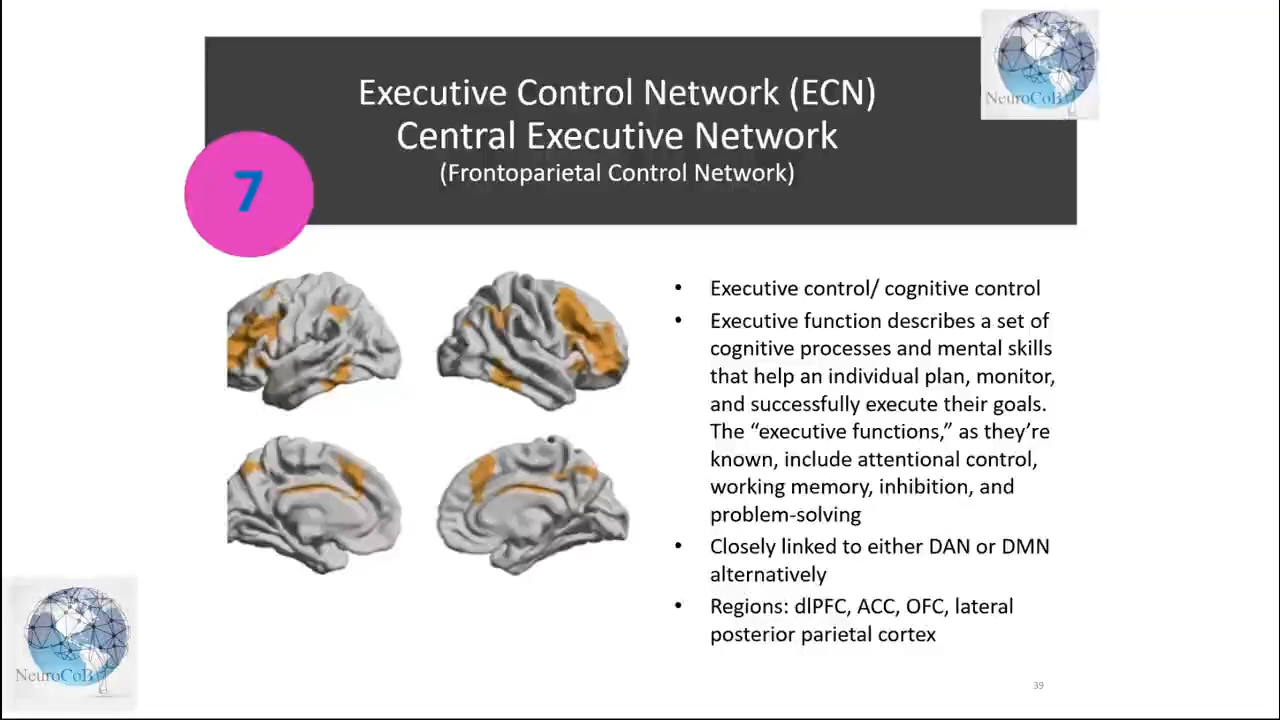 Executive Control Network (ECN)
Central Executive Network
(Frontoparietal Control Network)
NeuroCoB
7
• Executive control/ cognitive control
• Executive function describes a set of
cognitive processes and mental skills
that help an individual plan, monitor,
and successfully execute their goals.
The “executive functions,” as they’re
known, include attentional control,
working memory, inhibition, and
problem-solving
• Closely linked to either DAN or DMN
alternatively
• Regions: dlPFC, ACC, OFC, lateral
posterior parietal cortex
NeuroCoB
39